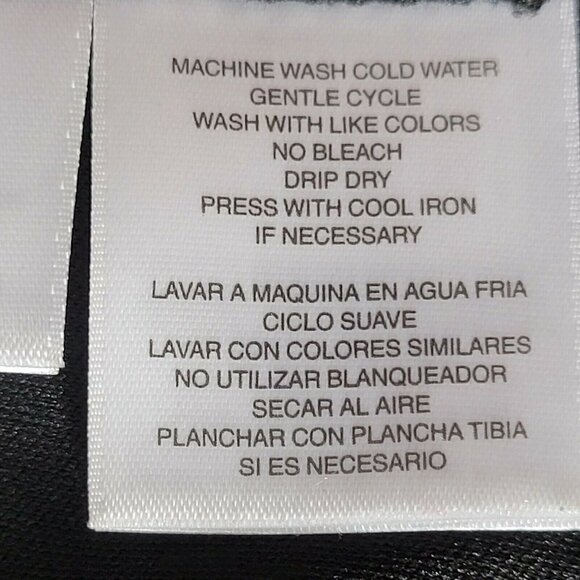 MACHINE WASH COLD WATER
GENTLE CYCLE
WASH WITH LIKE COLORS
NO BLEACH
DRIP DRY
PRESS WITH COOL IRON
IF NECESSARY
LAVAR A MAQUINA EN AGUA FRIA
CICLO SUAVE
LAVAR CON COLORES SIMILARES
NO UTILIZAR BLANQUEADOR
SECAR AL AIRE
PLANCHAR CON PLANCHA TIBIA
SI ES NECESARIO